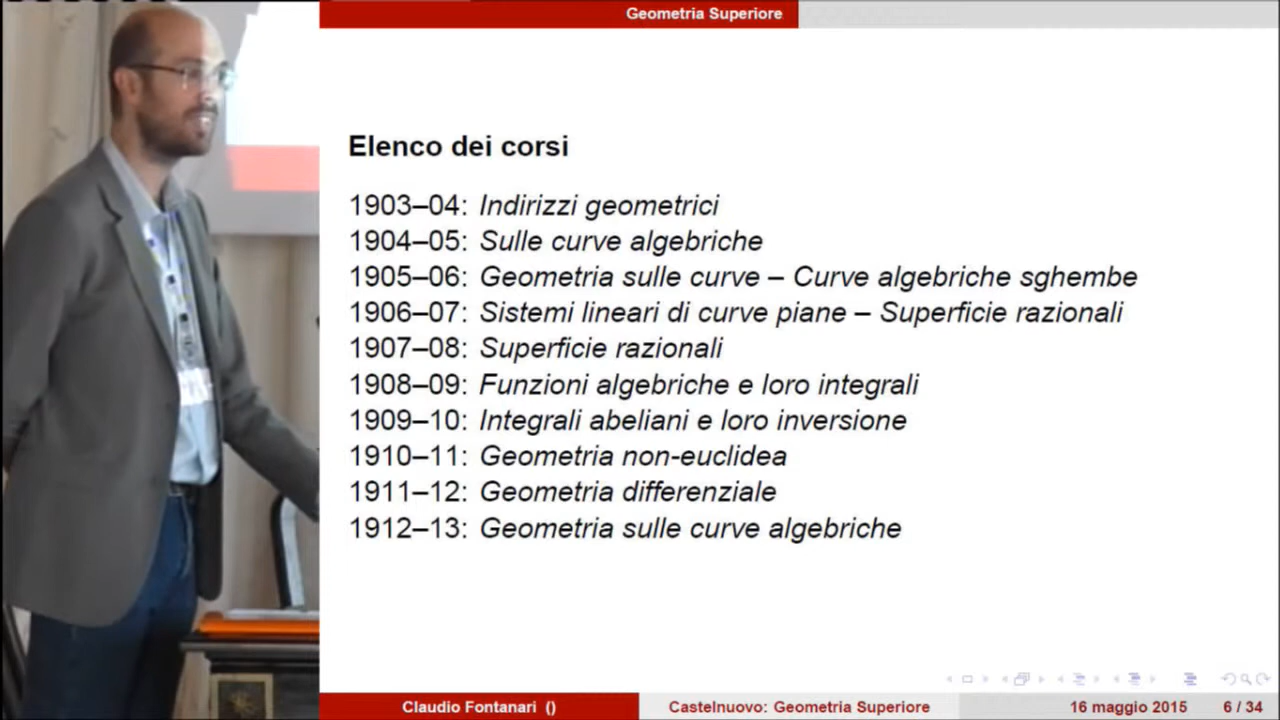 Geometria Superiore
Elenco dei corsi
1903–04: Indirizzi geometrici
1904–05: Sulle curve algebriche
1905–06: Geometria sulle curve – Curve algebriche sghembe
1906–07: Sistemi lineari di curve piane – Superficie razionali
1907–08: Superficie razionali
1908–09: Funzioni algebriche e loro integrali
1909–10: Integrali abeliani e loro inversione
1910–11: Geometria non-euclidea
1911–12: Geometria differenziale
1912–13: Geometria sulle curve algebriche
Claudio Fontanari () Castelnuovo: Geometria Superiore 16 maggio 2015 6 / 34